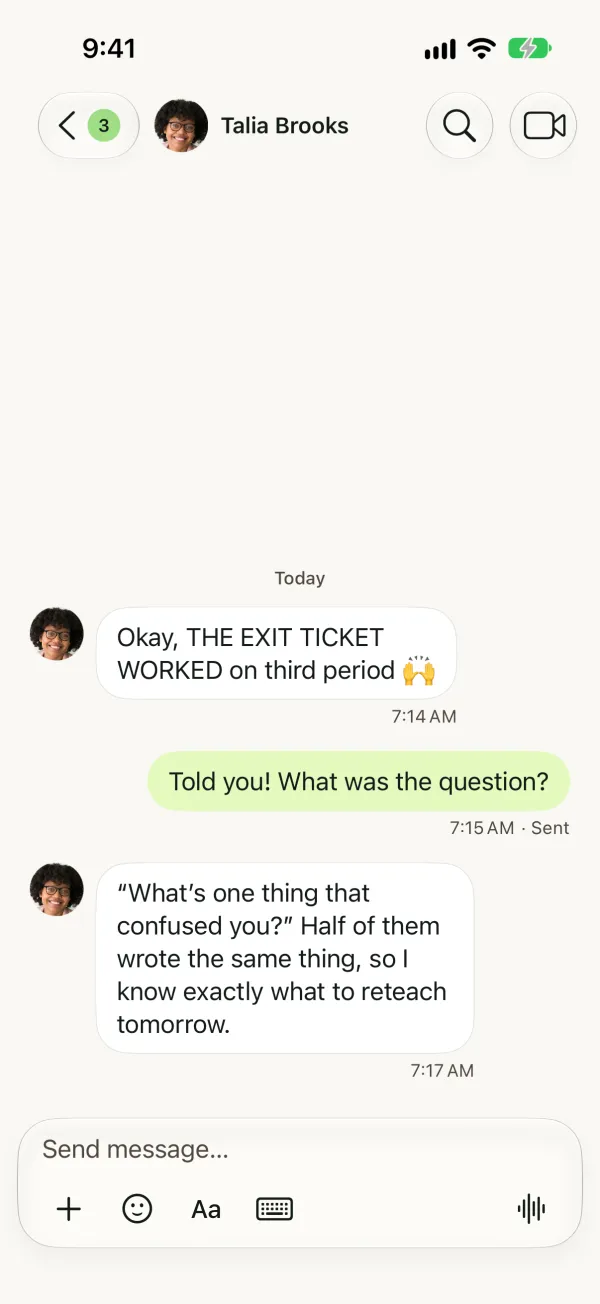 9:41
3
Talia Brooks
Today
Okay, THE EXIT TICKET
WORKED on third period 🙌
7:14 AM
Told you! What was the question?
7:15 AM · Sent
“What’s one thing that
confused you?” Half of them
wrote the same thing, so I
know exactly what to reteach
tomorrow.
7:17 AM
Send message...
Aa